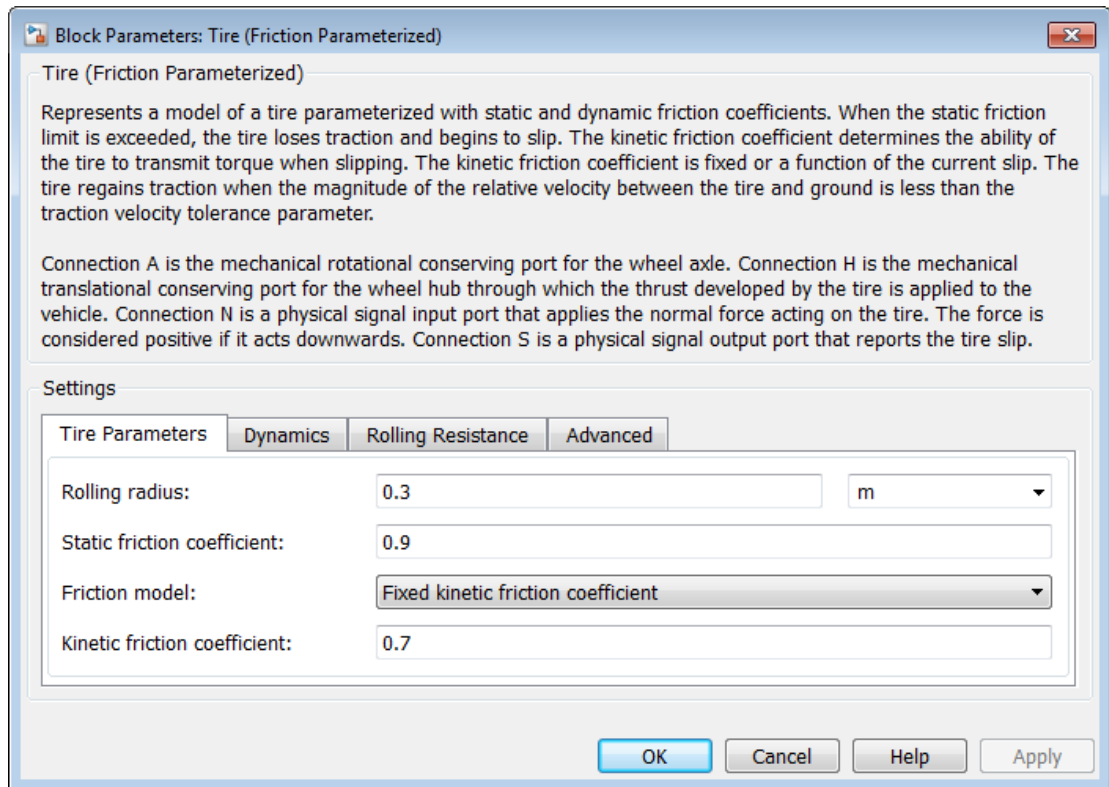 Block Parameters: Tire (Friction Parameterized)
Tire (Friction Parameterized)
Represents a model of a tire parameterized with static and dynamic friction coefficients. When the static friction
limit is exceeded, the tire loses traction and begins to slip. The kinetic friction coefficient determines the ability of
the tire to transmit torque when slipping. The kinetic friction coefficient is fixed or a function of the current slip. The
tire regains traction when the magnitude of the relative velocity between the tire and ground is less than the
traction velocity tolerance parameter.
Connection A is the mechanical rotational conserving port for the wheel axle. Connection H is the mechanical
translational conserving port for the wheel hub through which the thrust developed by the tire is applied to the
vehicle. Connection N is a physical signal input port that applies the normal force acting on the tire. The force is
considered positive if it acts downwards. Connection S is a physical signal output port that reports the tire slip.
Settings
Tire Parameters Dynamics Rolling Resistance Advanced
Rolling radius: 0.3 m
Static friction coefficient: 0.9
Friction model: Fixed kinetic friction coefficient
Kinetic friction coefficient: 0.7
OK Cancel Help Apply